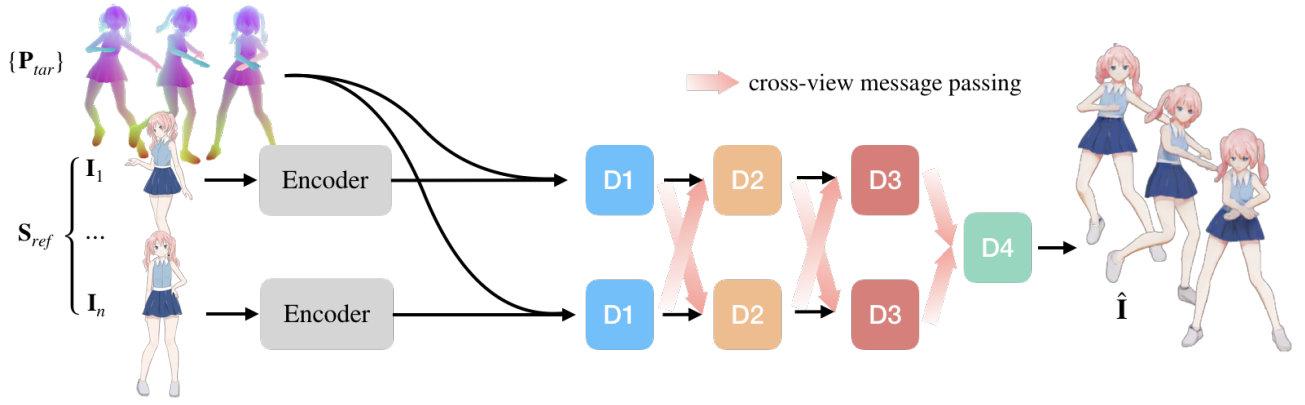 {P_tar}
cross-view message passing
I_1
Encoder
D1
D2
D3
S_ref
...
D4
I_n
Encoder
D1
D2
D3
Î